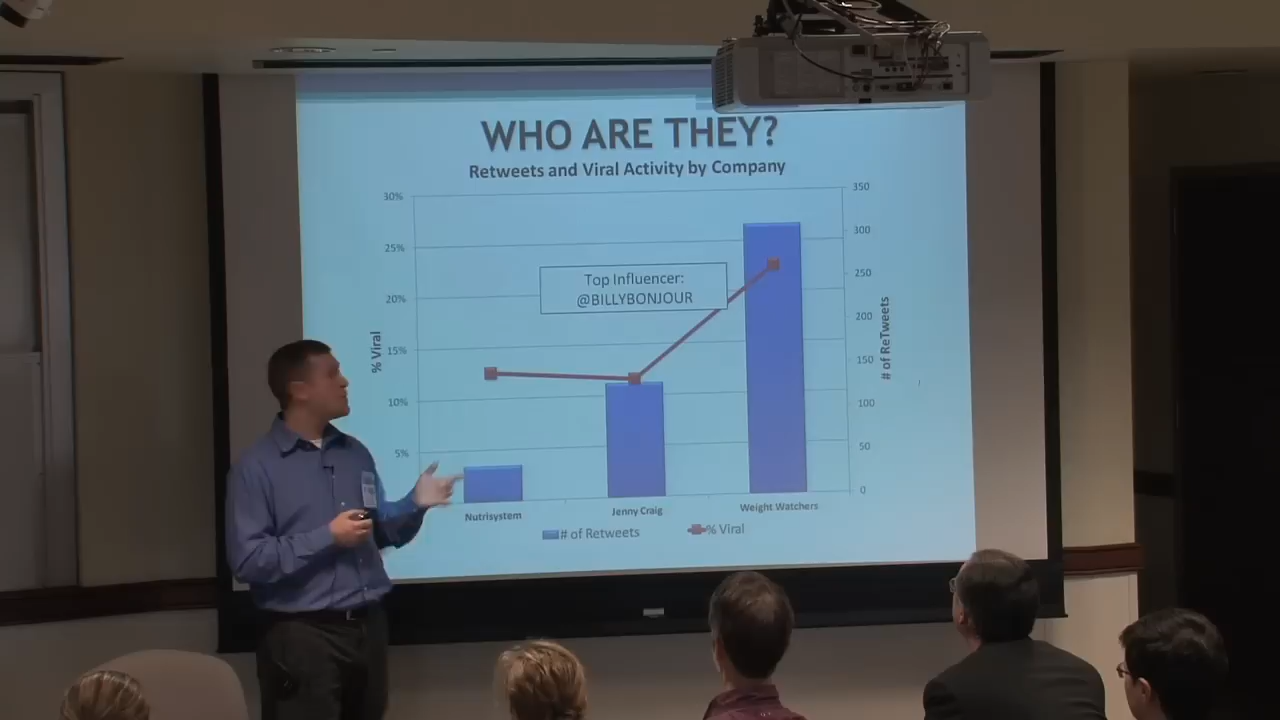 WHO ARE THEY?
Retweets and Viral Activity by Company
30%
25%
20%
15%
10%
5%
% Viral
Top Influencer:
@BILLYBONJOUR
350
300
250
200
150
100
50
0
# of ReTweets
Nutrisystem
Jenny Craig
Weight Watchers
# of Retweets
% Viral